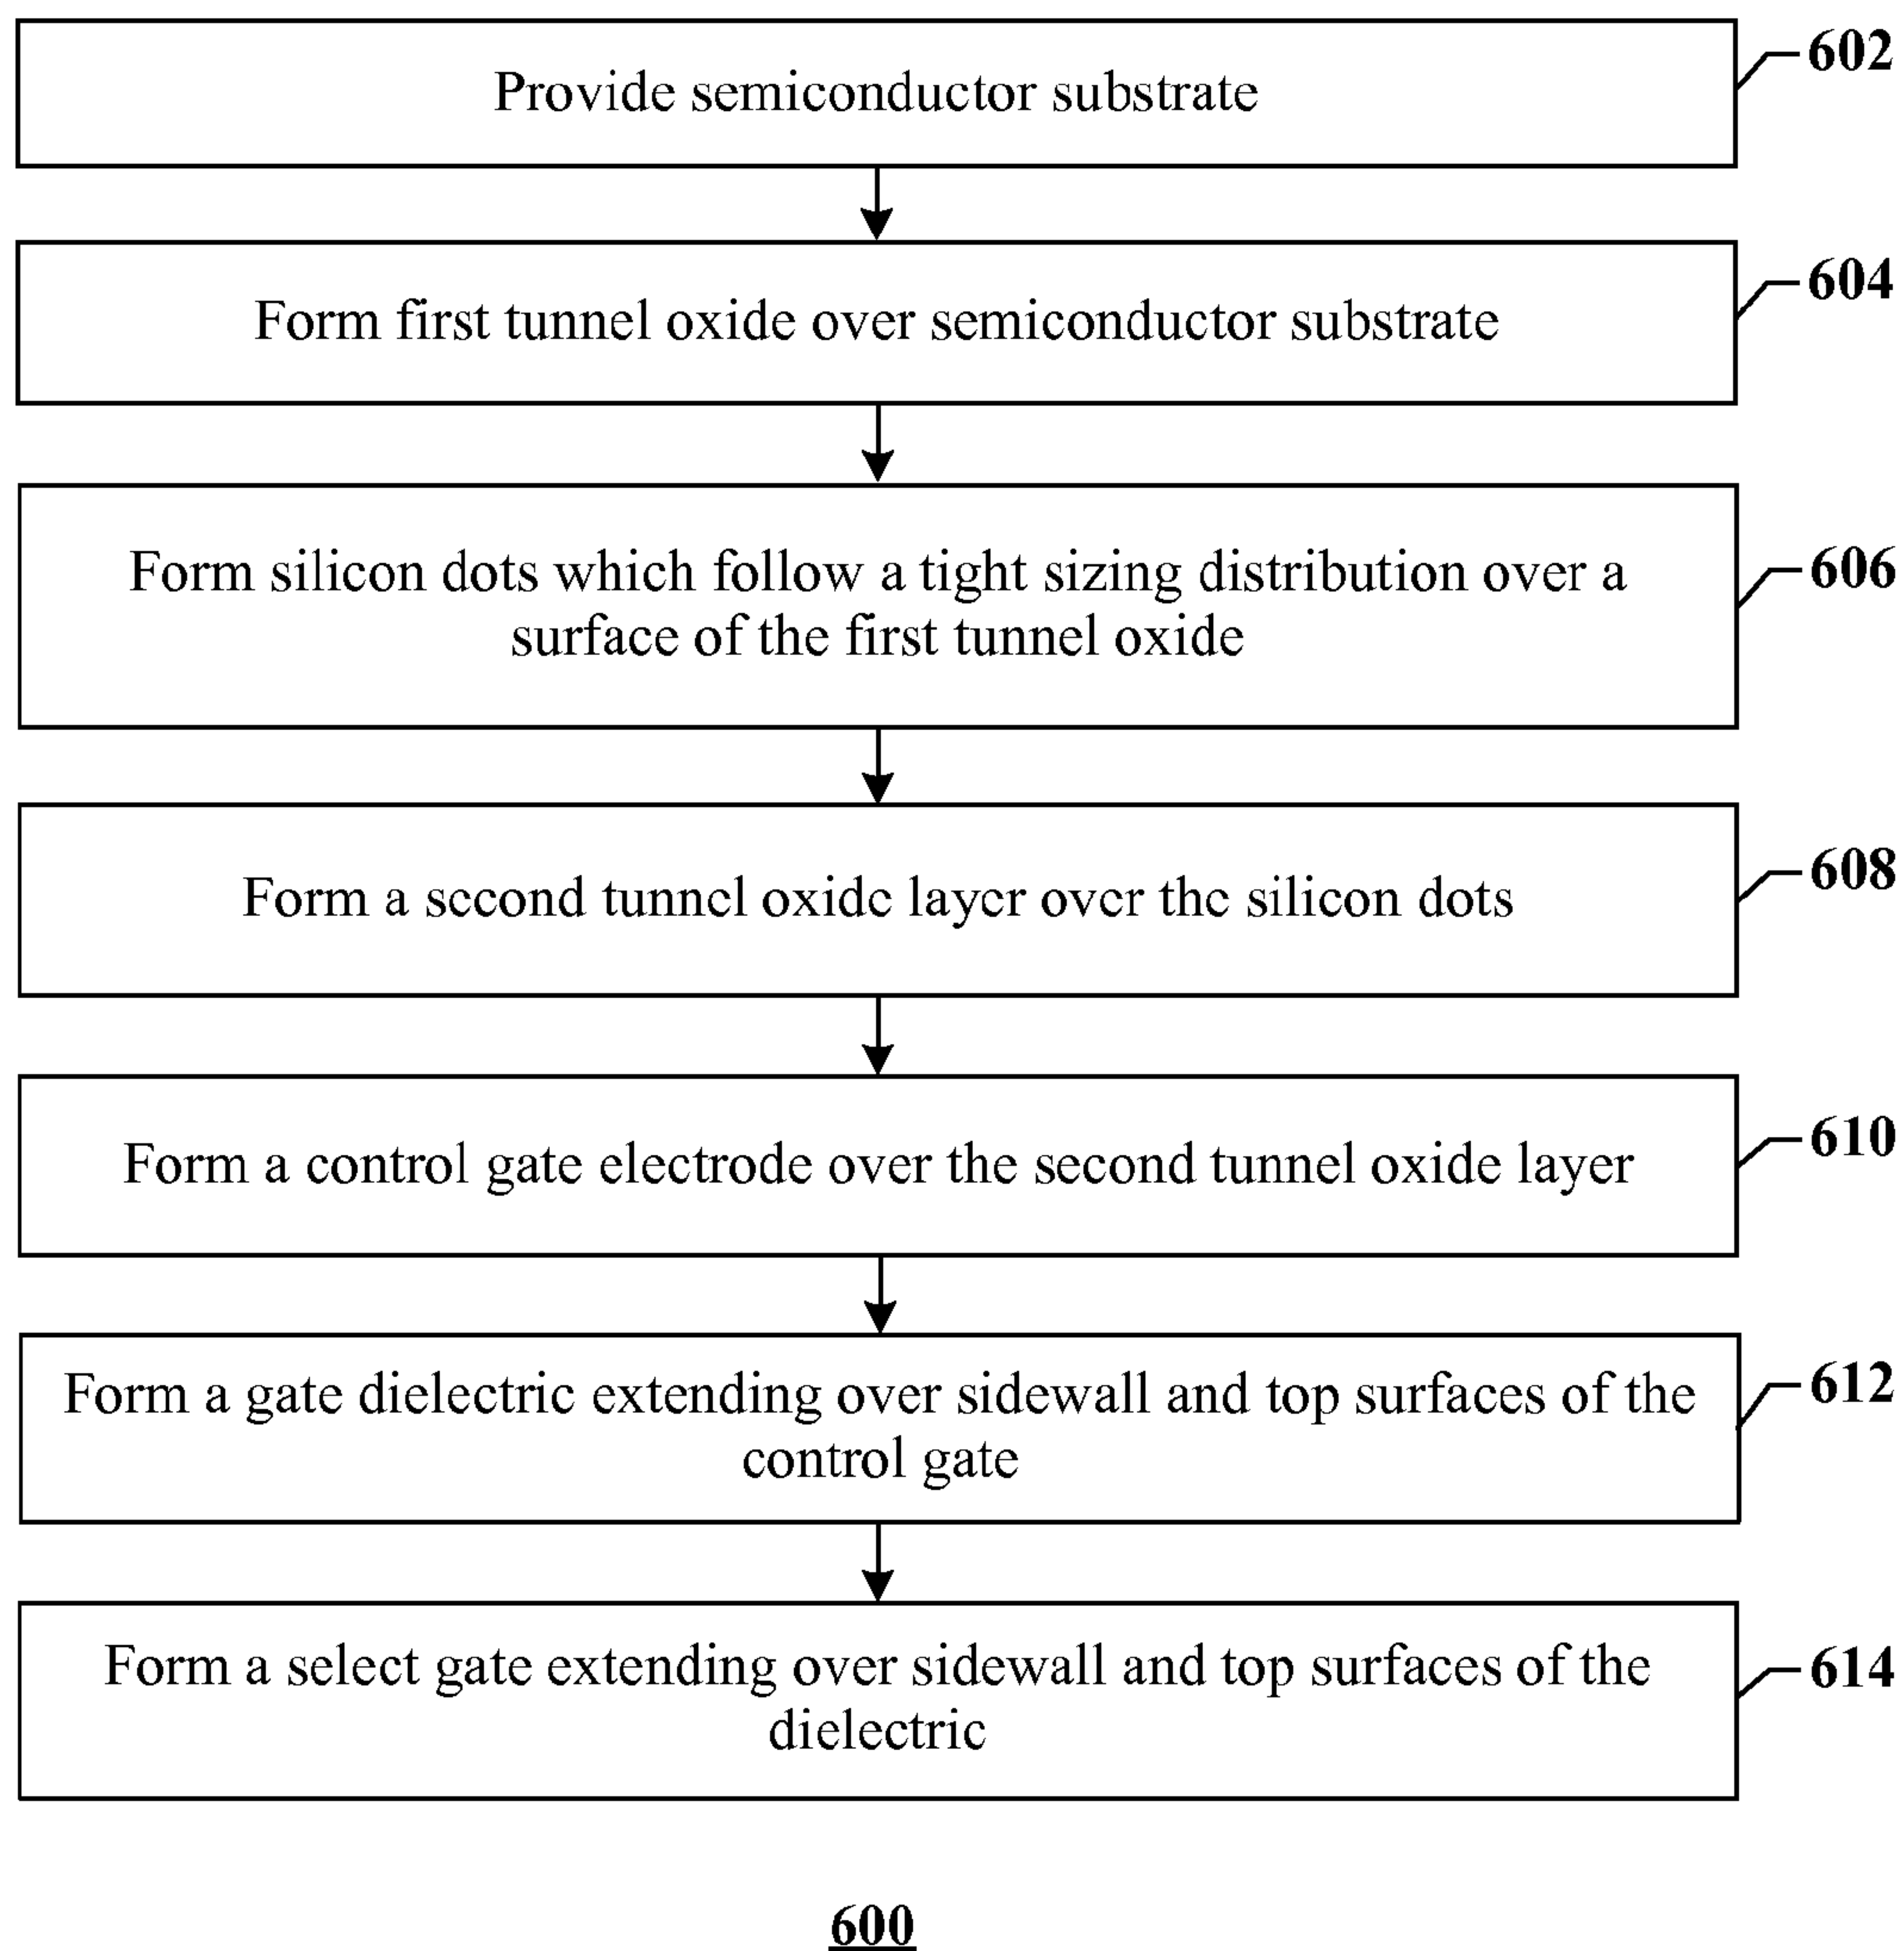 Provide semiconductor substrate
602
Form first tunnel oxide over semiconductor substrate
604
Form silicon dots which follow a tight sizing distribution over a
surface of the first tunnel oxide
606
Form a second tunnel oxide layer over the silicon dots
608
Form a control gate electrode over the second tunnel oxide layer
610
Form a gate dielectric extending over sidewall and top surfaces of the
control gate
612
Form a select gate extending over sidewall and top surfaces of the
dielectric
614
600